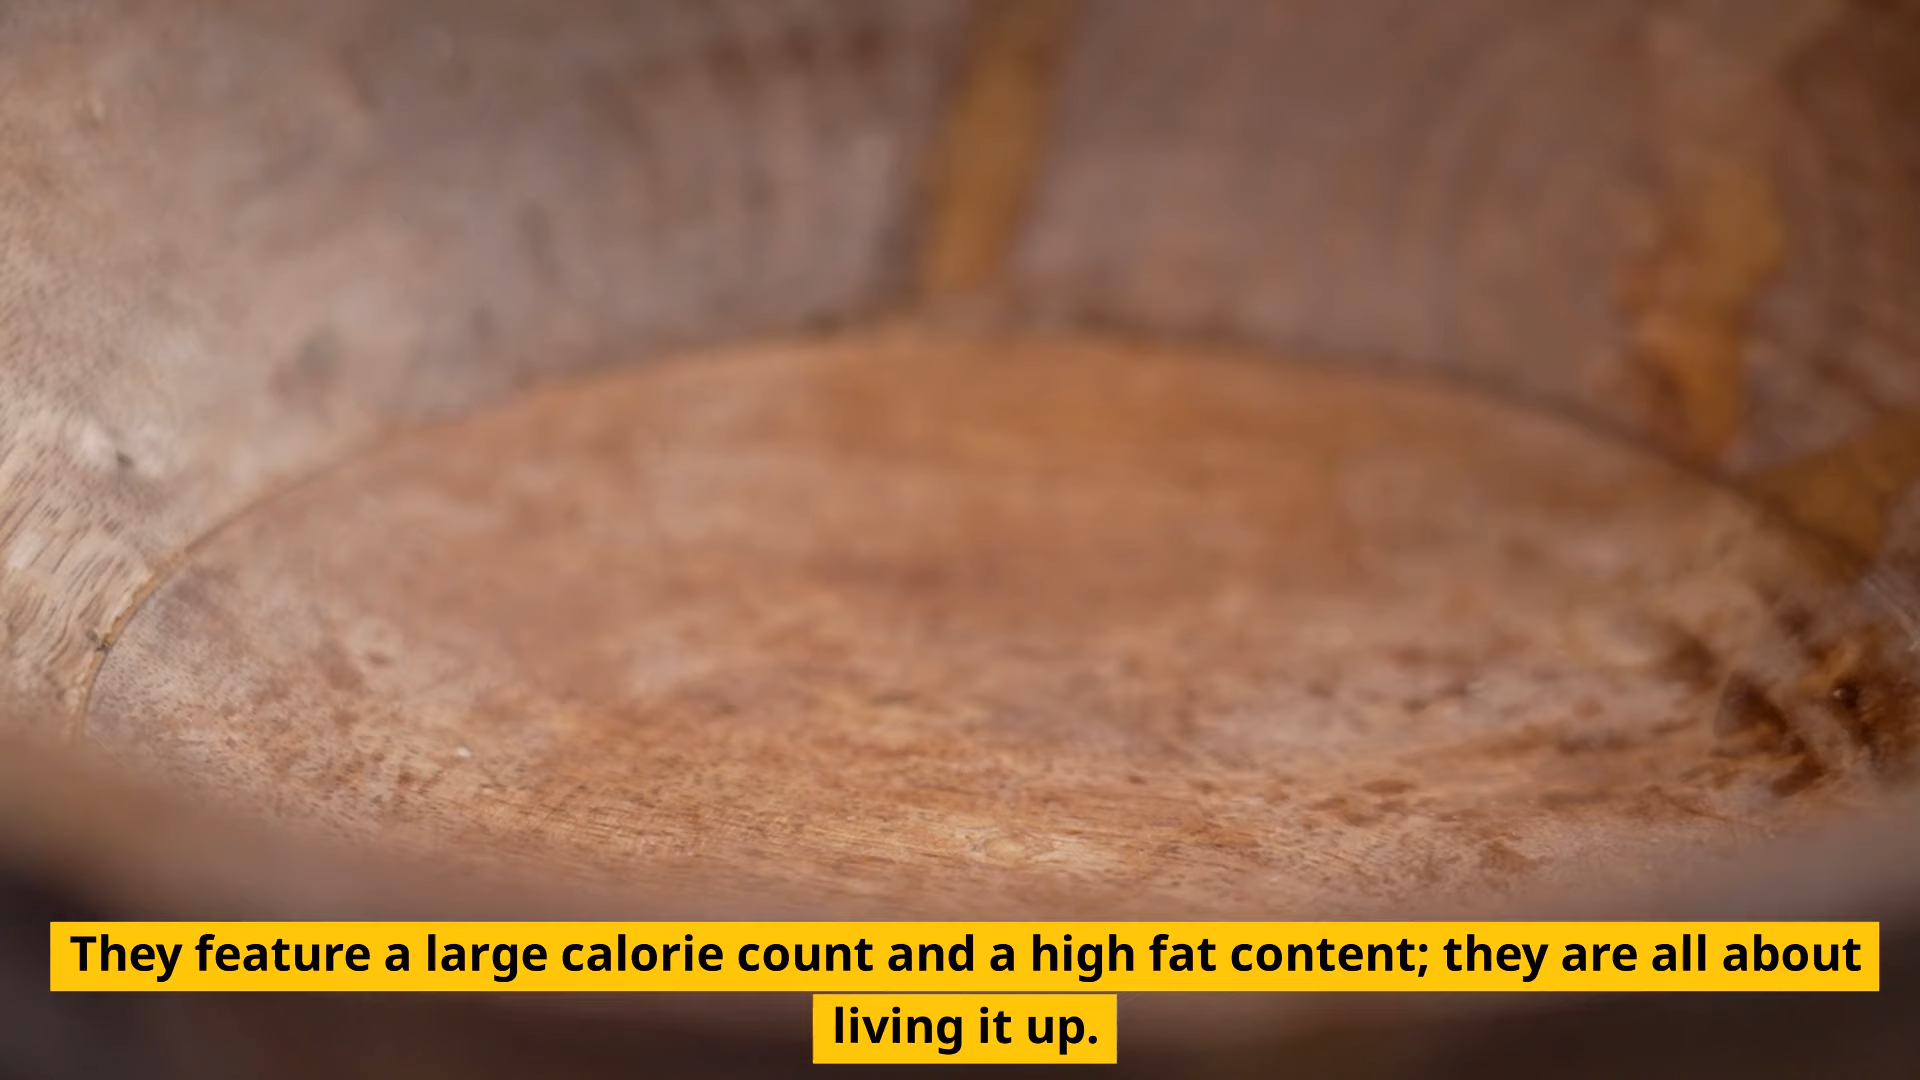 They feature a large calorie count and a high fat content; they are all about
living it up.